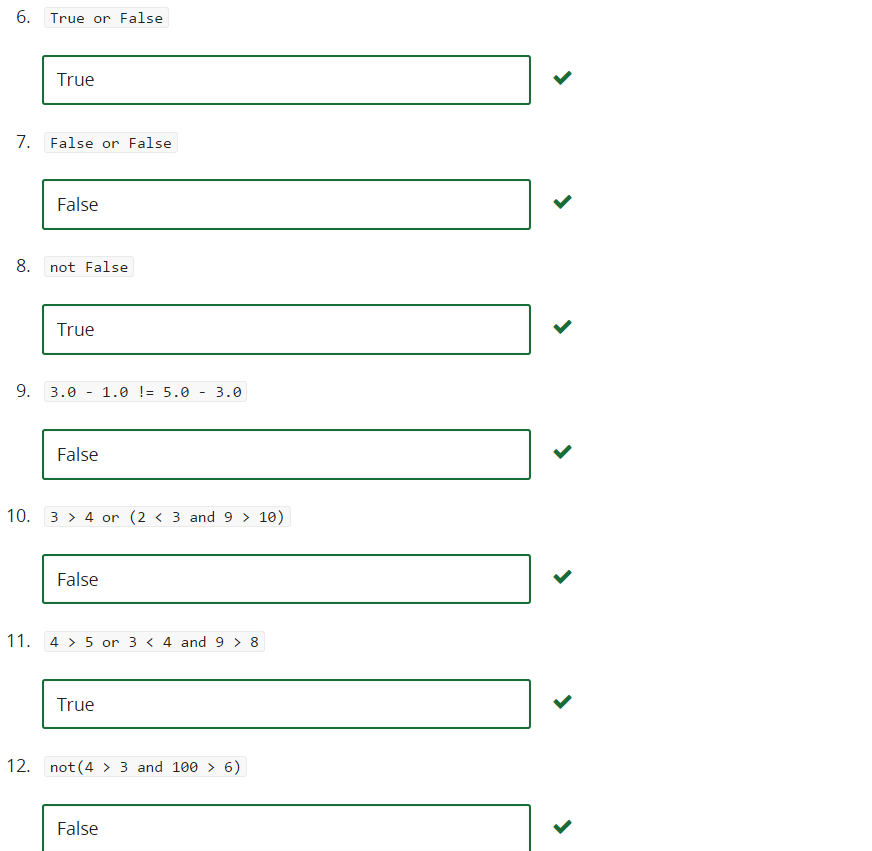 6. True or False
True
7. False or False
False
8. not False
True
9. 3.0 - 1.0 != 5.0 - 3.0
False
10. 3 > 4 or (2 < 3 and 9 > 10)
False
11. 4 > 5 or 3 < 4 and 9 > 8
True
12. not(4 > 3 and 100 > 6)
False